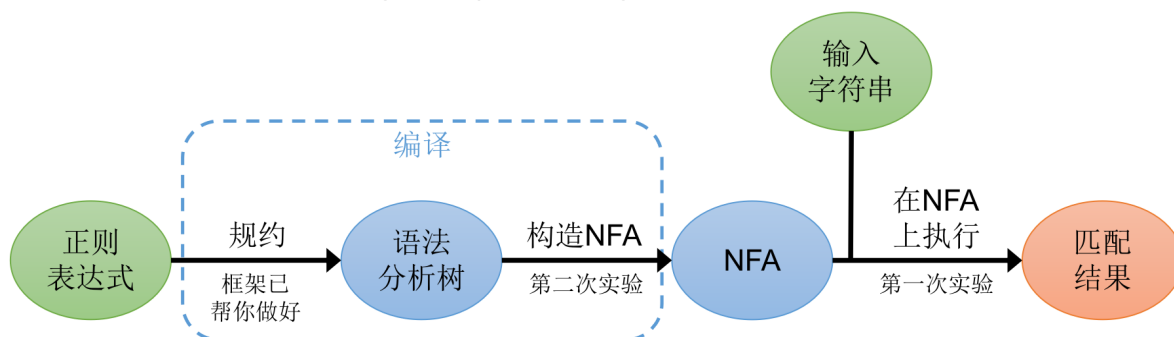 输入
字符串
编译
正则
表达式
规约
框架已
帮你做好
语法
分析树
构造NFA
第二次实验
NFA
在NFA
上执行
第一次实验
匹配
结果